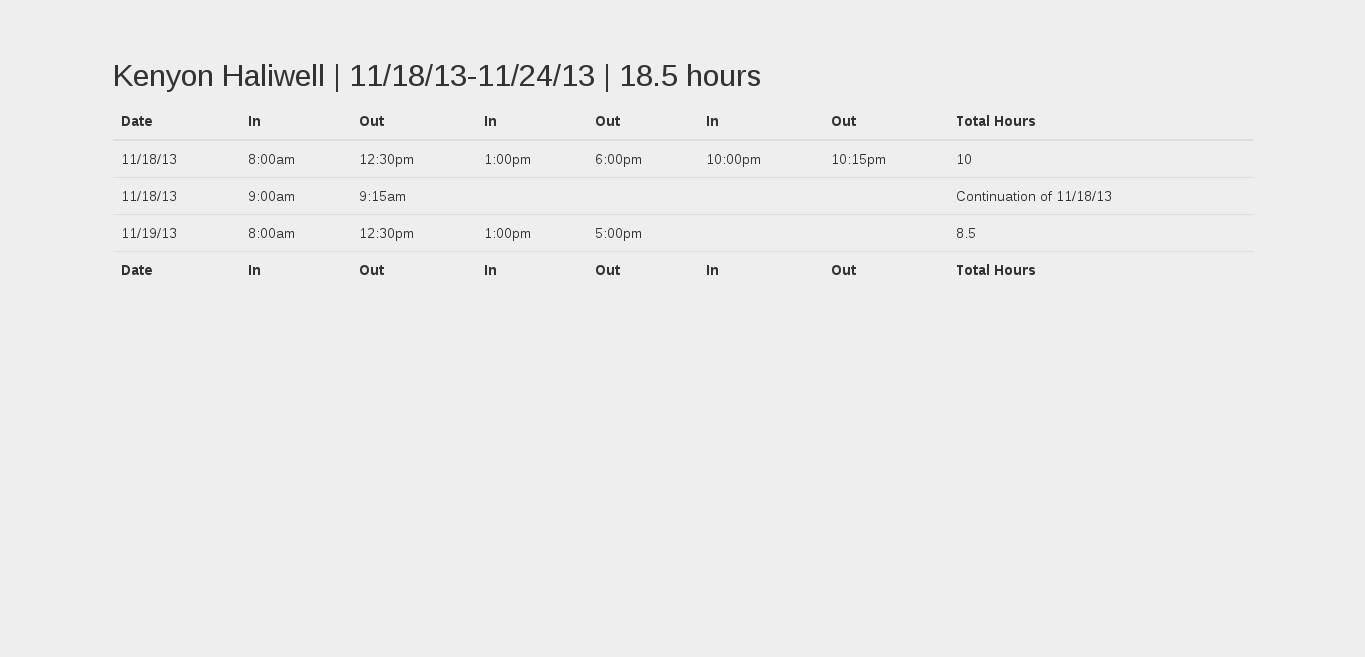 Kenyon Haliwell | 11/18/13-11/24/13 | 18.5 hours
Date In Out In Out In Out Total Hours
11/18/13 8:00am 12:30pm 1:00pm 6:00pm 10:00pm 10:15pm 10
11/18/13 9:00am 9:15am Continuation of 11/18/13
11/19/13 8:00am 12:30pm 1:00pm 5:00pm 8.5
Date In Out In Out In Out Total Hours